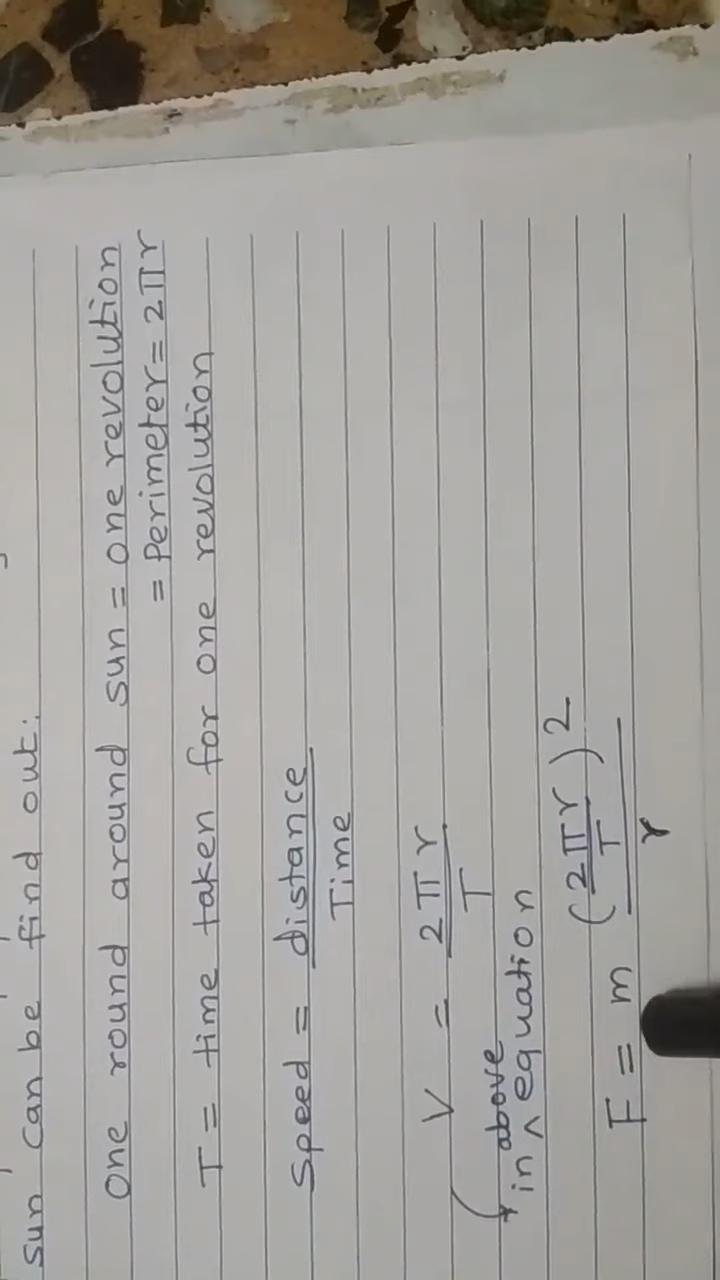 sun can be find out:
One round around sun = one revolution
= Perimeter = 2πr
T = time taken for one revolution
Speed = distance
Time
V = 2πr
T
in ^ above equation
F = m (2πr/T)2
r